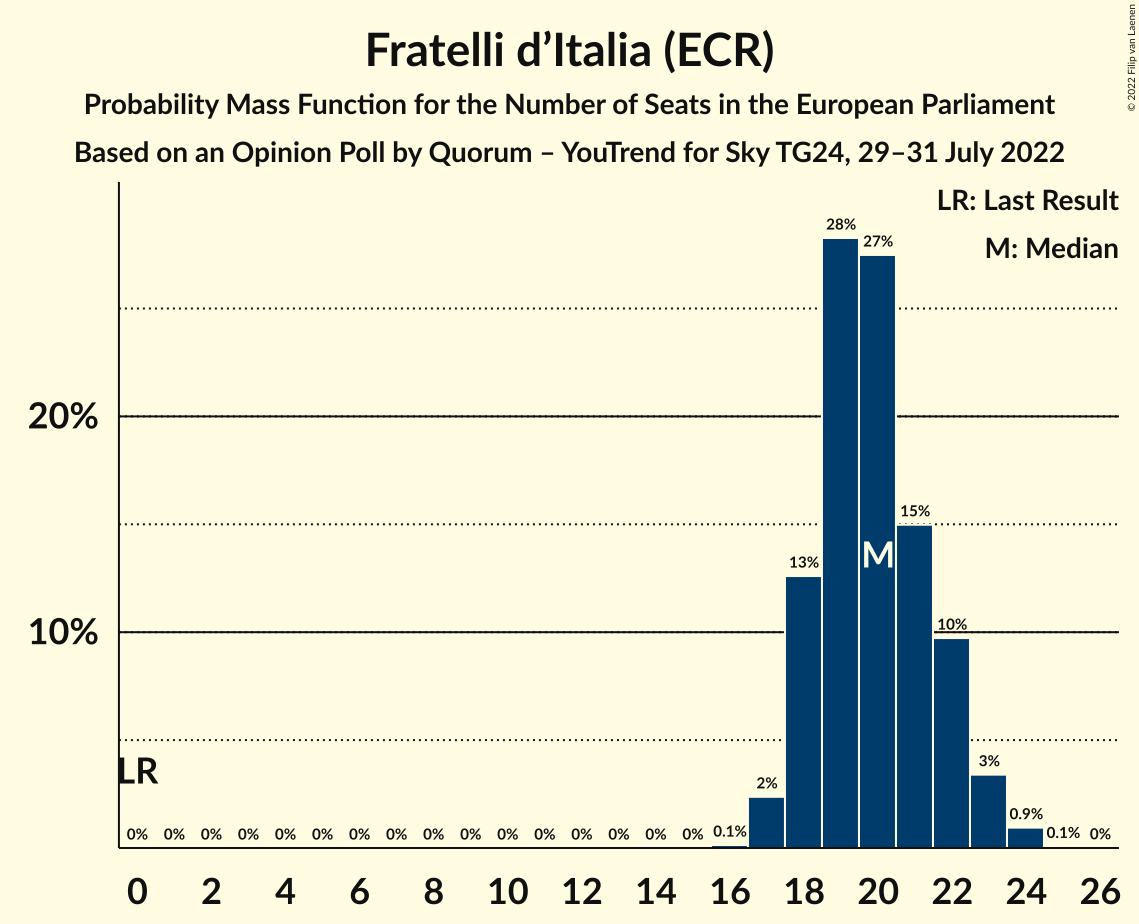 Fratelli d’Italia (ECR)
Probability Mass Function for the Number of Seats in the European Parliament
Based on an Opinion Poll by Quorum – YouTrend for Sky TG24, 29–31 July 2022
© 2022 Filip van Laenen
LR: Last Result
M: Median
28%
27%
20%
15%
M
13%
10%
10%
LR
3%
2%
0.9%
0% 0% 0% 0% 0% 0% 0% 0% 0% 0% 0% 0% 0% 0% 0% 0% 0.1% 0.1% 0%
0 2 4 6 8 10 12 14 16 18 20 22 24 26